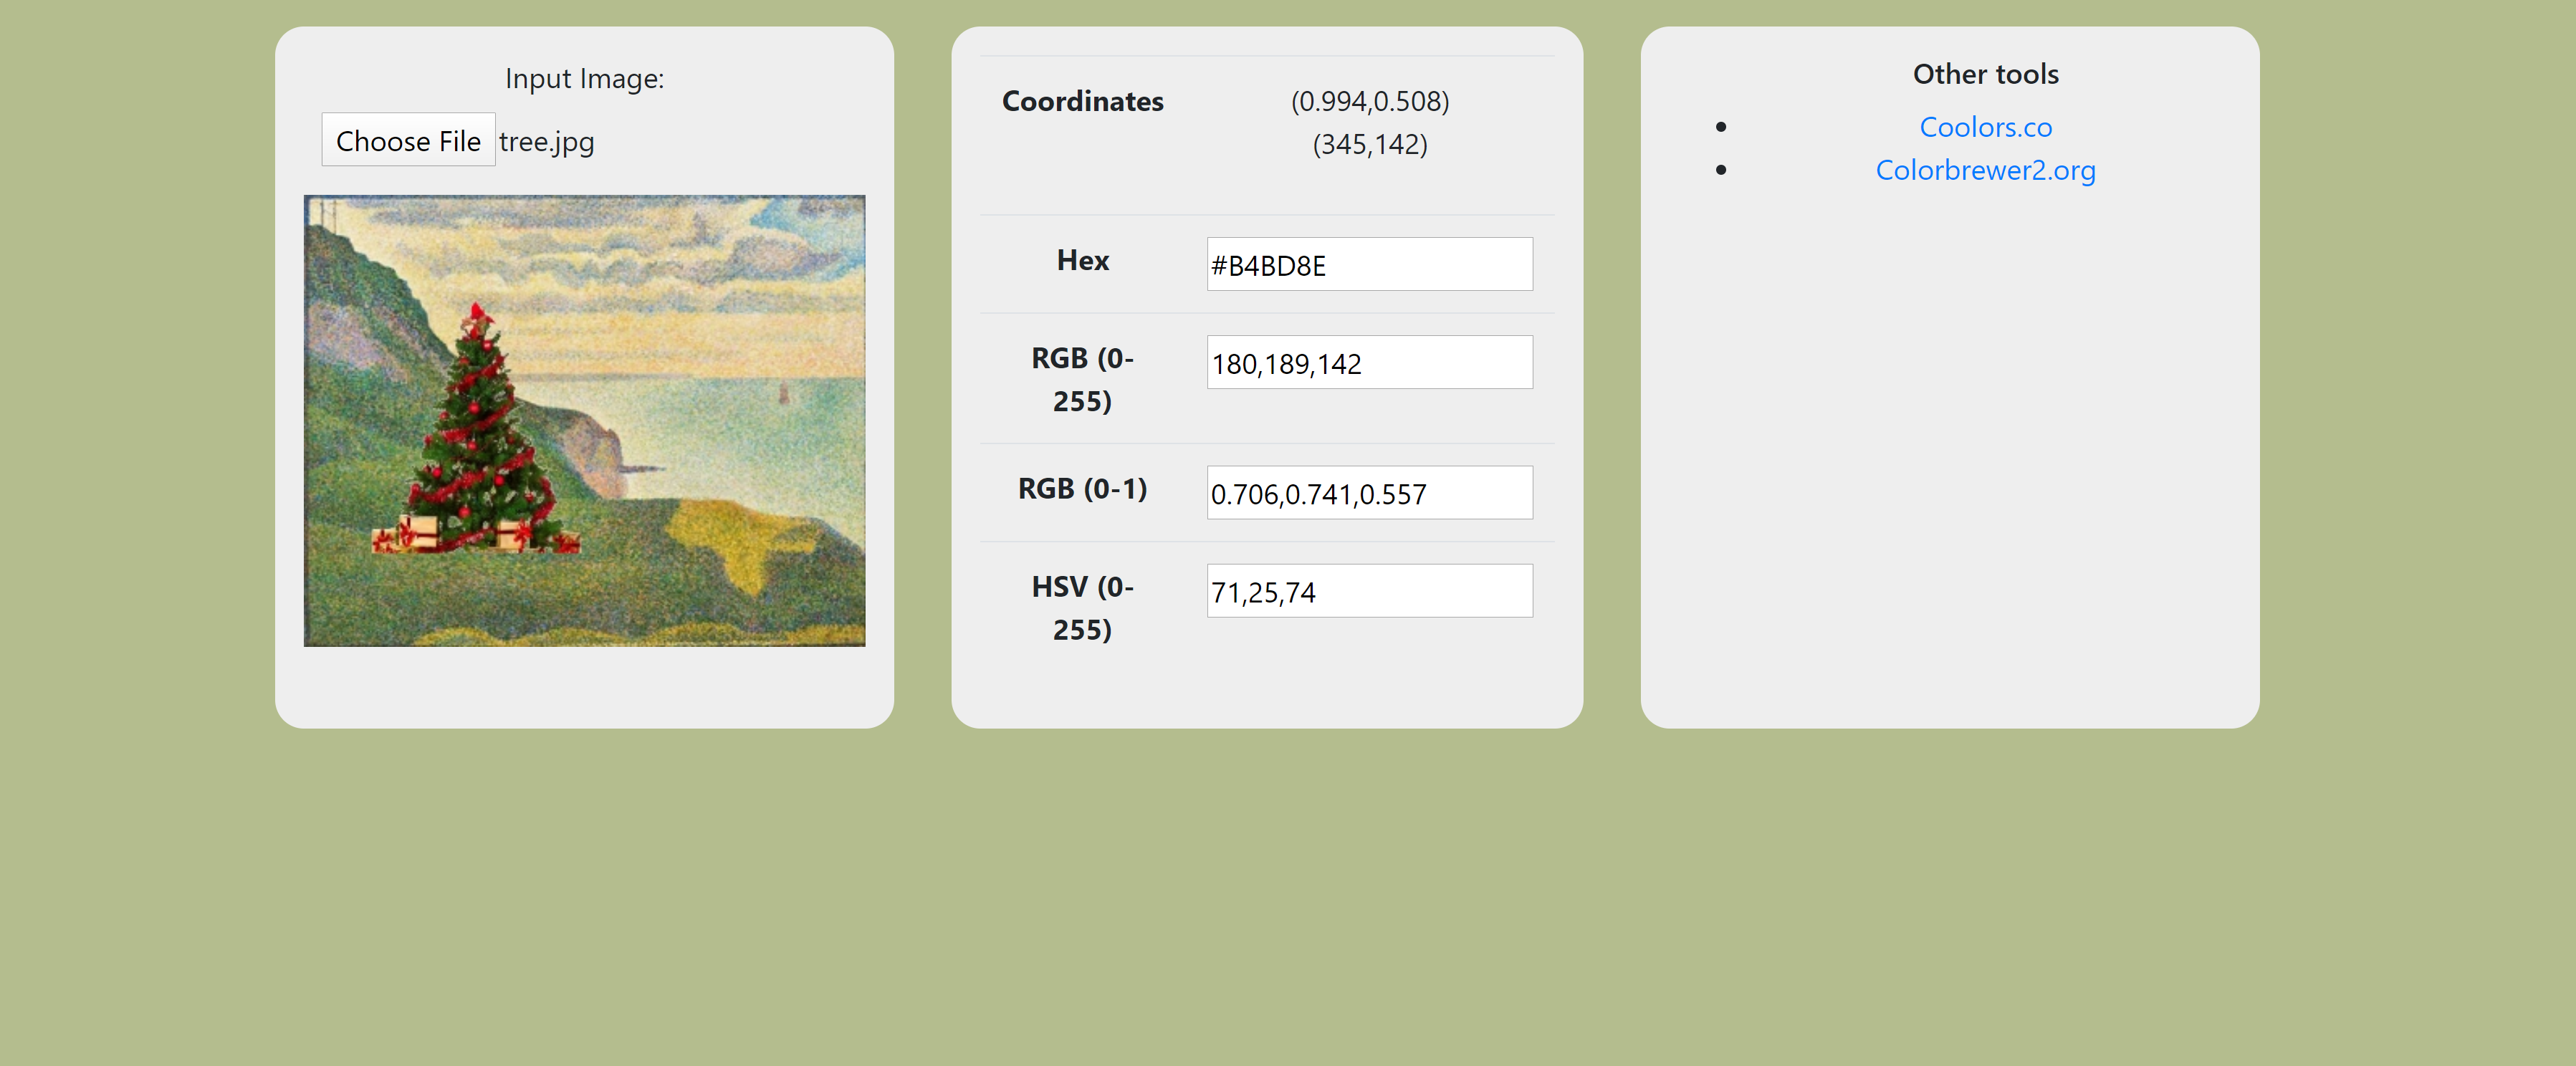 Input Image:
Choose File tree.jpg
Coordinates
(0.994,0.508)
(345,142)
Hex
#B4BD8E
RGB (0-
255)
180,189,142
RGB (0-1)
0.706,0.741,0.557
HSV (0-
255)
71,25,74
Other tools
Coolors.co
Colorbrewer2.org